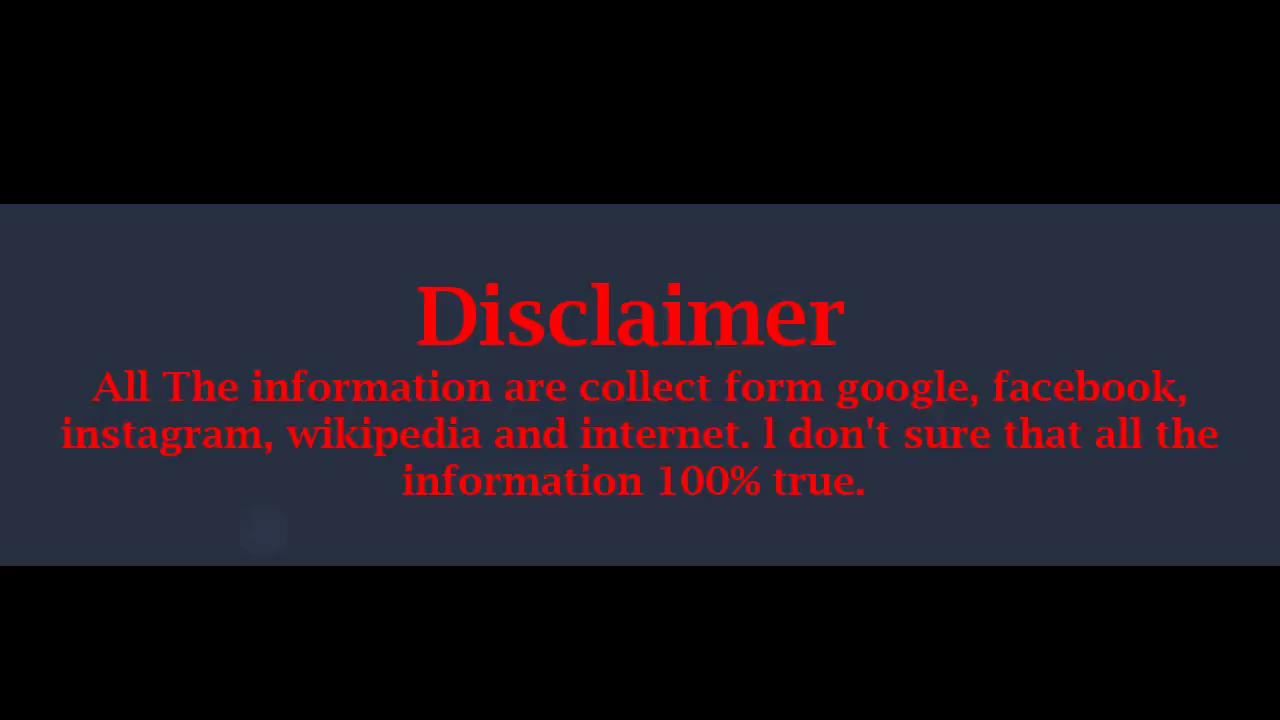 Disclaimer
All The information are collect form google, facebook,
instagram, wikipedia and internet. l don't sure that all the
information 100% true.